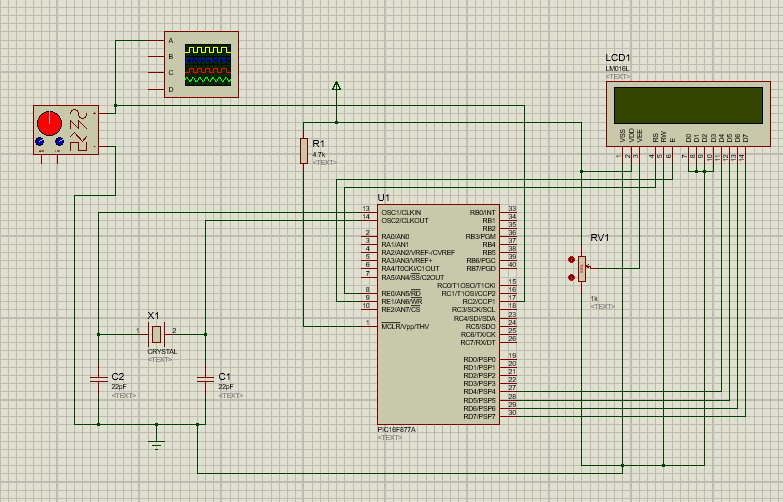 A
B
C
D
LCD1
LM016L
<TEXT>
VSS
VDD
VEE
RS
RW
E
D0
D1
D2
D3
D4
D5
D6
D7
1
2
3
4
5
6
7
8
9
10
11
12
13
14
R1
4.7k
<TEXT>
U1
13 OSC1/CLKIN RB0/INT 33
14 OSC2/CLKOUT RB1 34
RB2 35
2 RA0/AN0 RB3/PGM 36
3 RA1/AN1 RB4 37
4 RA2/AN2/VREF-/CVREF RB5 38
5 RA3/AN3/VREF+ RB6/PGC 39
6 RA4/T0CKI/C1OUT RB7/PGD 40
7 RA5/AN4/SS/C2OUT
RC0/T1OSO/T1CKI 15
8 RE0/AN5/RD RC1/T1OSI/CCP2 16
9 RE1/AN6/WR RC2/CCP1 17
10 RE2/AN7/CS RC3/SCK/SCL 18
RC4/SDI/SDA 23
1 MCLR/Vpp/THV RC5/SDO 24
RC6/TX/CK 25
RC7/RX/DT 26
RD0/PSP0 19
RD1/PSP1 20
RD2/PSP2 21
RD3/PSP3 22
RD4/PSP4 27
RD5/PSP5 28
RD6/PSP6 29
RD7/PSP7 30
PIC16F877A
<TEXT>
RV1
1k
<TEXT>
X1
1 2
CRYSTAL
<TEXT>
C2
22pF
<TEXT>
C1
22pF
<TEXT>